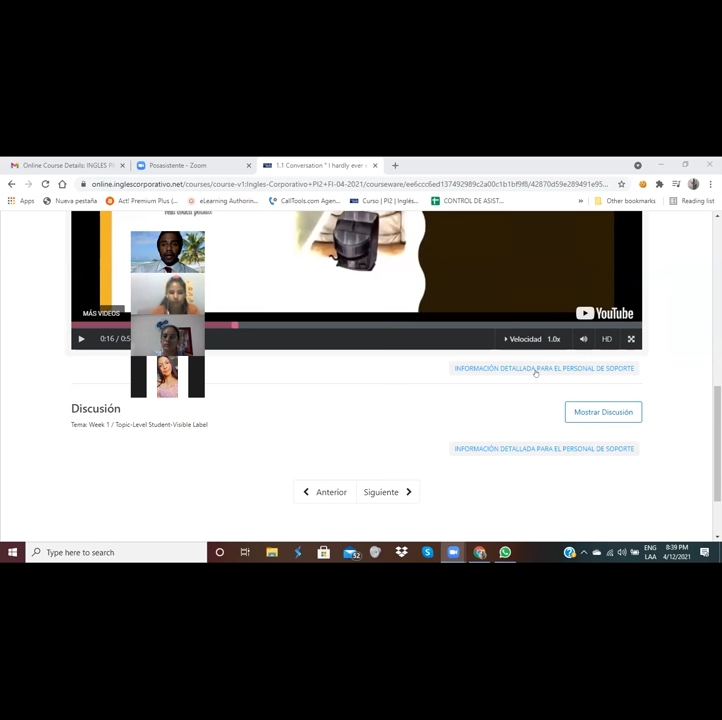 Online Course Details: INGLES PI
Posasistente - Zoom
1.1 Conversation " I hardly ever
online.inglescorporativo.net/courses/course-v1:Ingles-Corporativo+PI2+FI-04-2021/courseware/ee6ccc6ed137492989c2a00c1b1bf9f8/42870d59e289491e95...
Apps
Nueva pestaña
Act! Premium Plus (...
eLearning Authorin...
CallTools.com Agen...
Curso | PI2 | Inglés...
CONTROL DE ASIST...
»
Other bookmarks
Reading list
MÁS VIDEOS
YouTube
0:16 / 0:5
Velocidad 1.0x
HD
INFORMACIÓN DETALLADA PARA EL PERSONAL DE SOPORTE
Discusión
Mostrar Discusión
Tema: Week 1 / Topic-Level Student-Visible Label
INFORMACIÓN DETALLADA PARA EL PERSONAL DE SOPORTE
Anterior
Siguiente
Type here to search
52
ENG
LAA
8:39 PM
4/12/2021